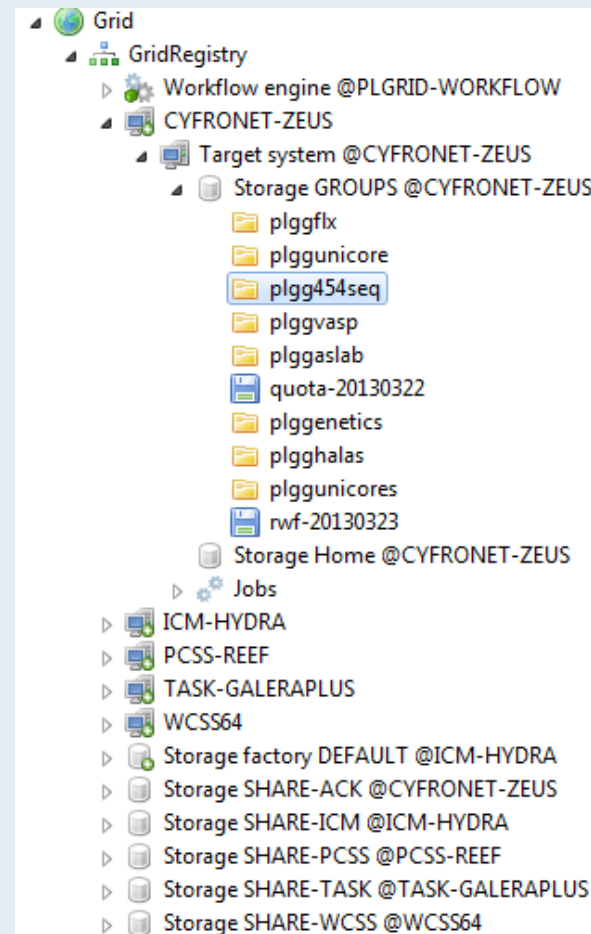 Grid
GridRegistry
Workflow engine @PLGRID-WORKFLOW
CYFRONET-ZEUS
Target system @CYFRONET-ZEUS
Storage GROUPS @CYFRONET-ZEUS
plggflx
plggunicore
plgg454seq
plggvasp
plggaslab
quota-20130322
plggenetics
plgghalas
plggunicores
rwf-20130323
Storage Home @CYFRONET-ZEUS
Jobs
ICM-HYDRA
PCSS-REEF
TASK-GALERAPLUS
WCSS64
Storage factory DEFAULT @ICM-HYDRA
Storage SHARE-ACK @CYFRONET-ZEUS
Storage SHARE-ICM @ICM-HYDRA
Storage SHARE-PCSS @PCSS-REEF
Storage SHARE-TASK @TASK-GALERAPLUS
Storage SHARE-WCSS @WCSS64